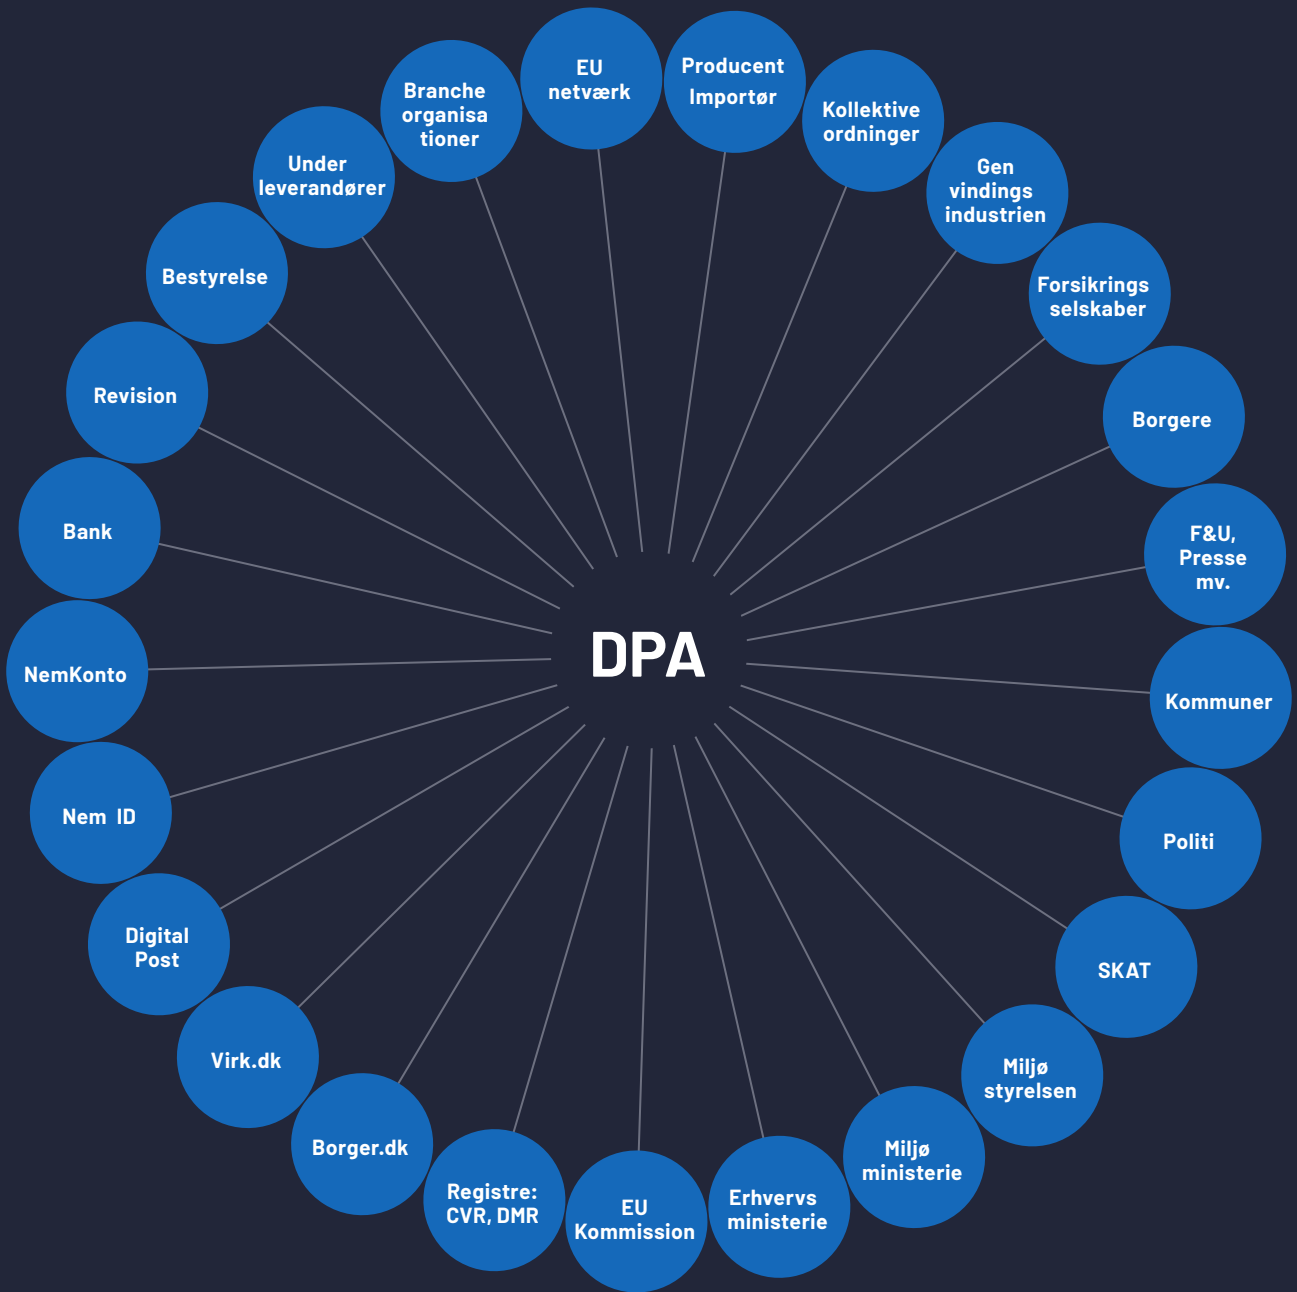 EU
netværk
Producent
Importør
Kollektive
ordninger
Gen
vindings
industrien
Forsikrings
selskaber
Borgere
F&U,
Presse
mv.
Kommuner
Politi
SKAT
Miljø
styrelsen
Miljø
ministerie
Erhvervs
ministerie
EU
Kommission
Registre:
CVR, DMR
Borger.dk
Virk.dk
Digital
Post
Nem ID
NemKonto
Bank
Revision
Bestyrelse
Under
leverandører
Branche
organisa
tioner
DPA